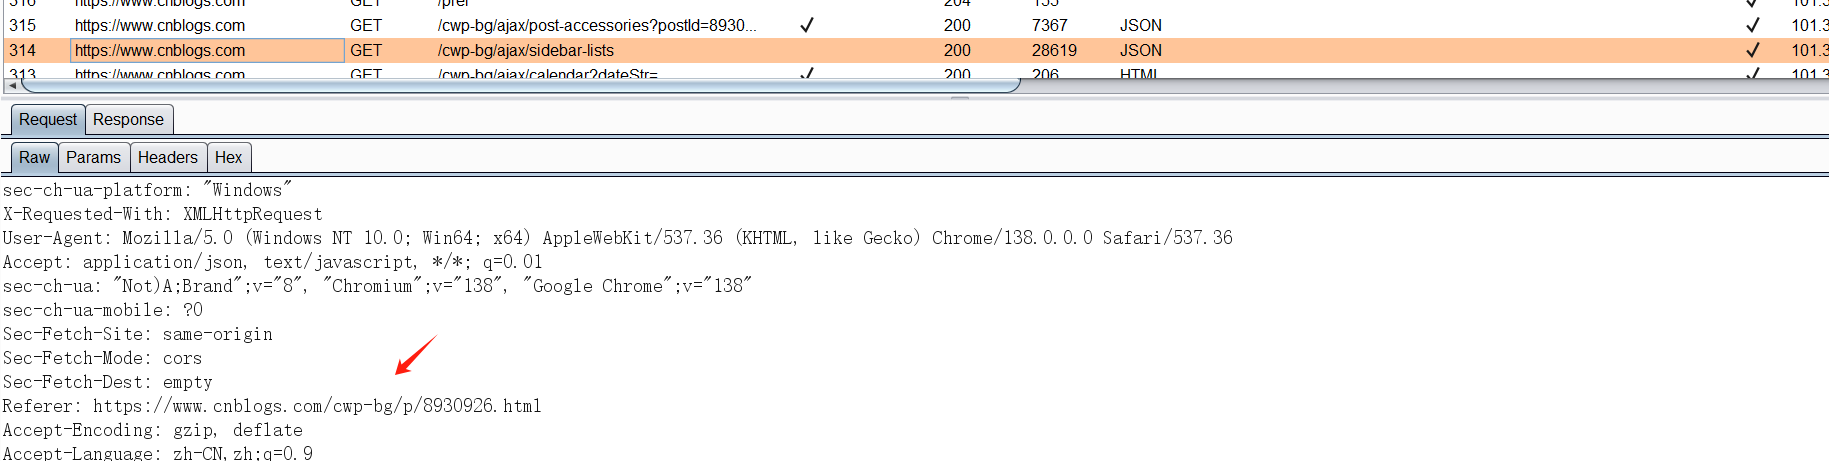 316 https://www.cnblogs.com GET /pref 204 155
315 https://www.cnblogs.com GET /cwp-bg/ajax/post-accessories?postId=8930... ✓ 200 7367 JSON ✓ 101.3
314 https://www.cnblogs.com GET /cwp-bg/ajax/sidebar-lists 200 28619 JSON ✓ 101.3
313 https://www.cnblogs.com GET /cwp-bg/ajax/calendar?dateStr= ✓ 200 206 HTML ✓ 101.3
Request Response
Raw Params Headers Hex
sec-ch-ua-platform: "Windows"
X-Requested-With: XMLHttpRequest
User-Agent: Mozilla/5.0 (Windows NT 10.0; Win64; x64) AppleWebKit/537.36 (KHTML, like Gecko) Chrome/138.0.0.0 Safari/537.36
Accept: application/json, text/javascript, */*; q=0.01
sec-ch-ua: "Not)A;Brand";v="8", "Chromium";v="138", "Google Chrome";v="138"
sec-ch-ua-mobile: ?0
Sec-Fetch-Site: same-origin
Sec-Fetch-Mode: cors
Sec-Fetch-Dest: empty
Referer: https://www.cnblogs.com/cwp-bg/p/8930926.html
Accept-Encoding: gzip, deflate
Accept-Language: zh-CN,zh;q=0.9